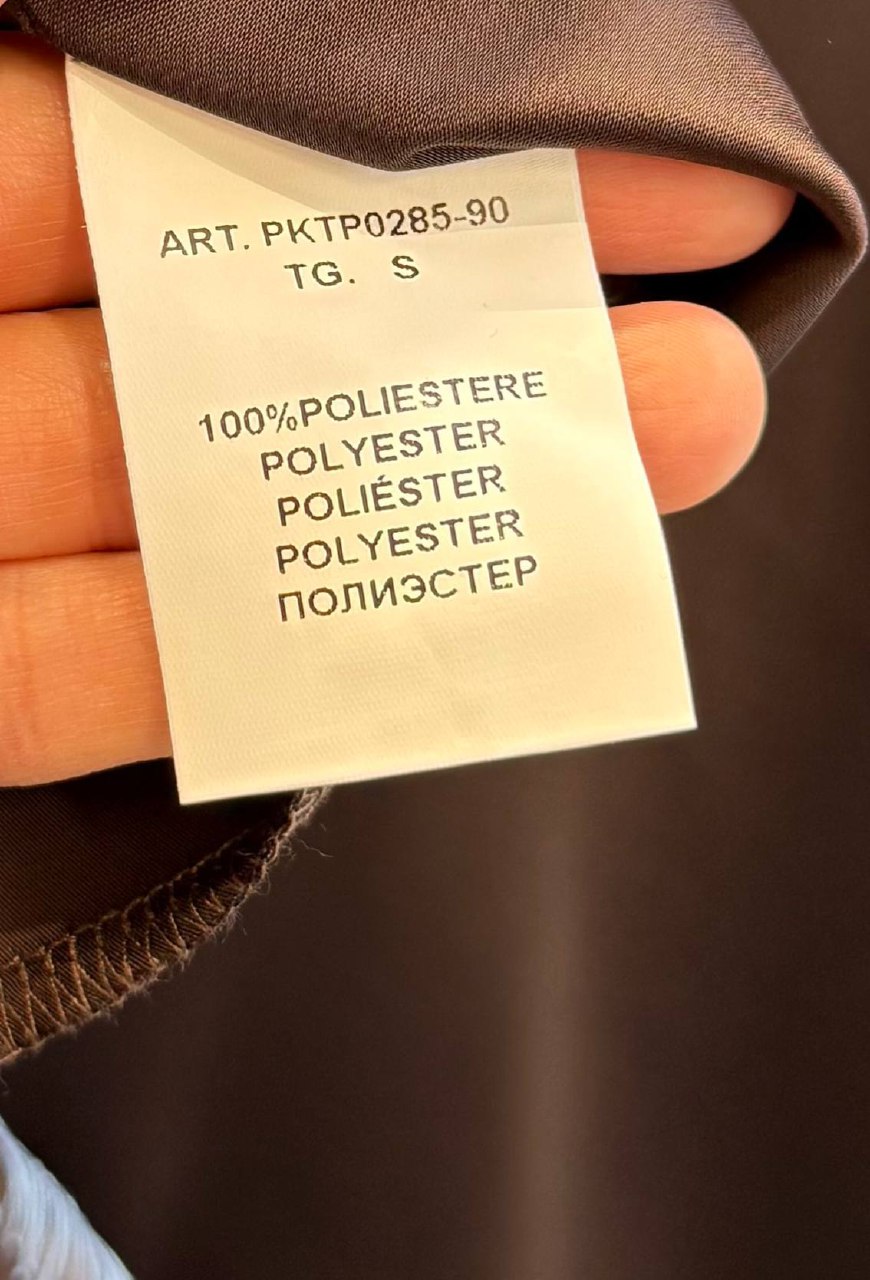 ART. PKTP0285-90
TG. S
100%POLIESTERE
POLYESTER
POLIÉSTER
POLYESTER
ПОЛИЭСТЕР